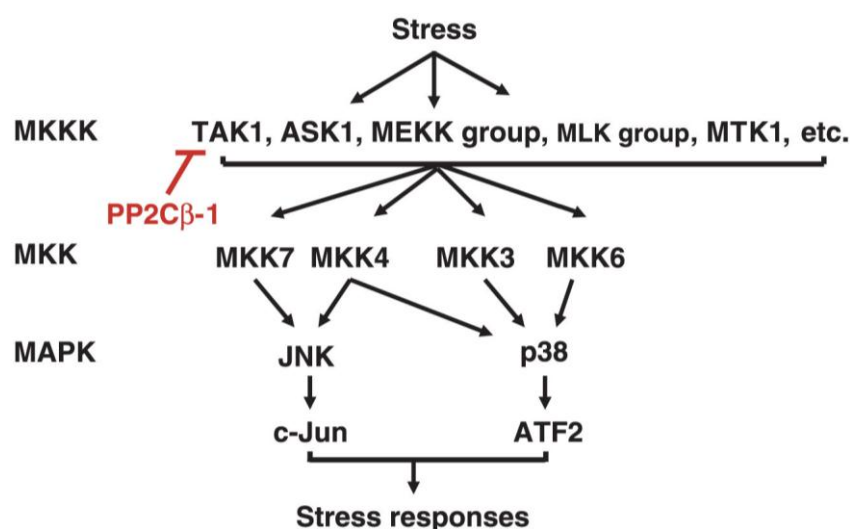 Stress
MKKK TAK1, ASK1, MEKK group, MLK group, MTK1, etc.
PP2Cβ-1
MKK MKK7 MKK4 MKK3 MKK6
MAPK JNK p38
c-Jun ATF2
Stress responses